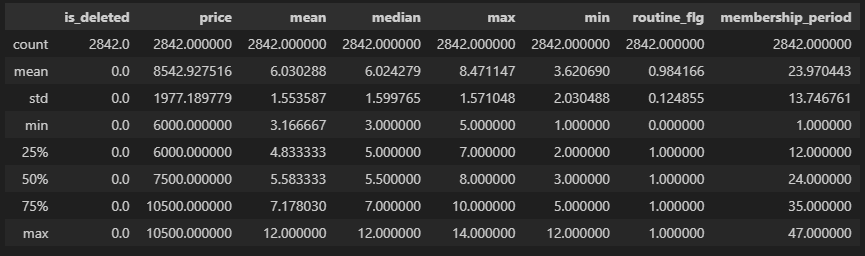 is_deleted price mean median max min routine_flg membership_period
count 2842.0 2842.000000 2842.000000 2842.000000 2842.000000 2842.000000 2842.000000 2842.000000
mean 0.0 8542.927516 6.030288 6.024279 8.471147 3.620690 0.984166 23.970443
std 0.0 1977.189779 1.553587 1.599765 1.571048 2.030488 0.124855 13.746761
min 0.0 6000.000000 3.166667 3.000000 5.000000 1.000000 0.000000 1.000000
25% 0.0 6000.000000 4.833333 5.000000 7.000000 2.000000 1.000000 12.000000
50% 0.0 7500.000000 5.583333 5.500000 8.000000 3.000000 1.000000 24.000000
75% 0.0 10500.000000 7.178030 7.000000 10.000000 5.000000 1.000000 35.000000
max 0.0 10500.000000 12.000000 12.000000 14.000000 12.000000 1.000000 47.000000